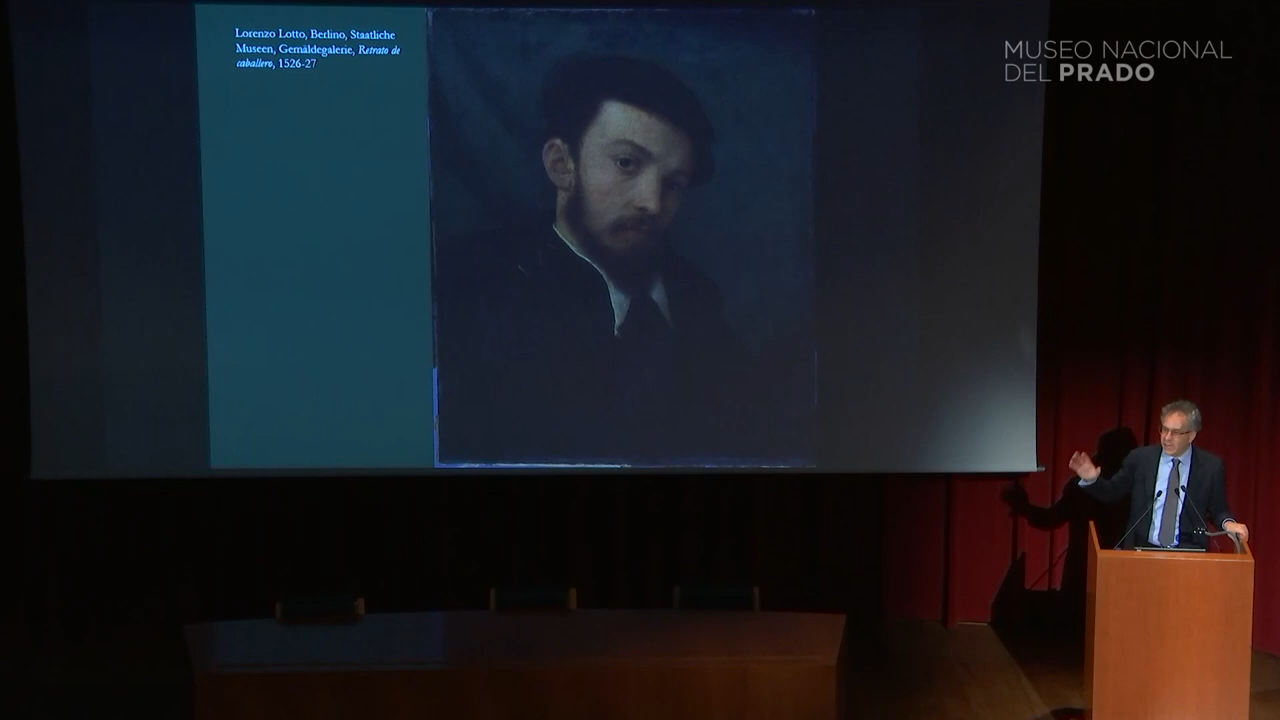 Lorenzo Lotto, Berlino, Staatliche
Museen, Gemäldegalerie, Retrato de
caballero, 1526-27
MUSEO NACIONAL
DEL PRADO